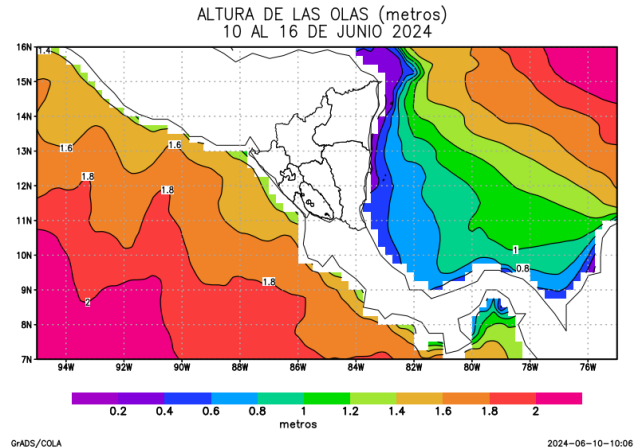 ALTURA DE LAS OLAS (metros)
10 AL 16 DE JUNIO 2024
16N
15N
14N
13N
12N
11N
10N
9N
8N
7N
1.4
1.6
1.6
1.8
1.8
1.8
2
1
0.8
94W 92W 90W 88W 86W 84W 82W 80W 78W 76W
0.2 0.4 0.6 0.8 1 1.2 1.4 1.6 1.8 2
metros
GrADS/COLA
2024-06-10-10:06